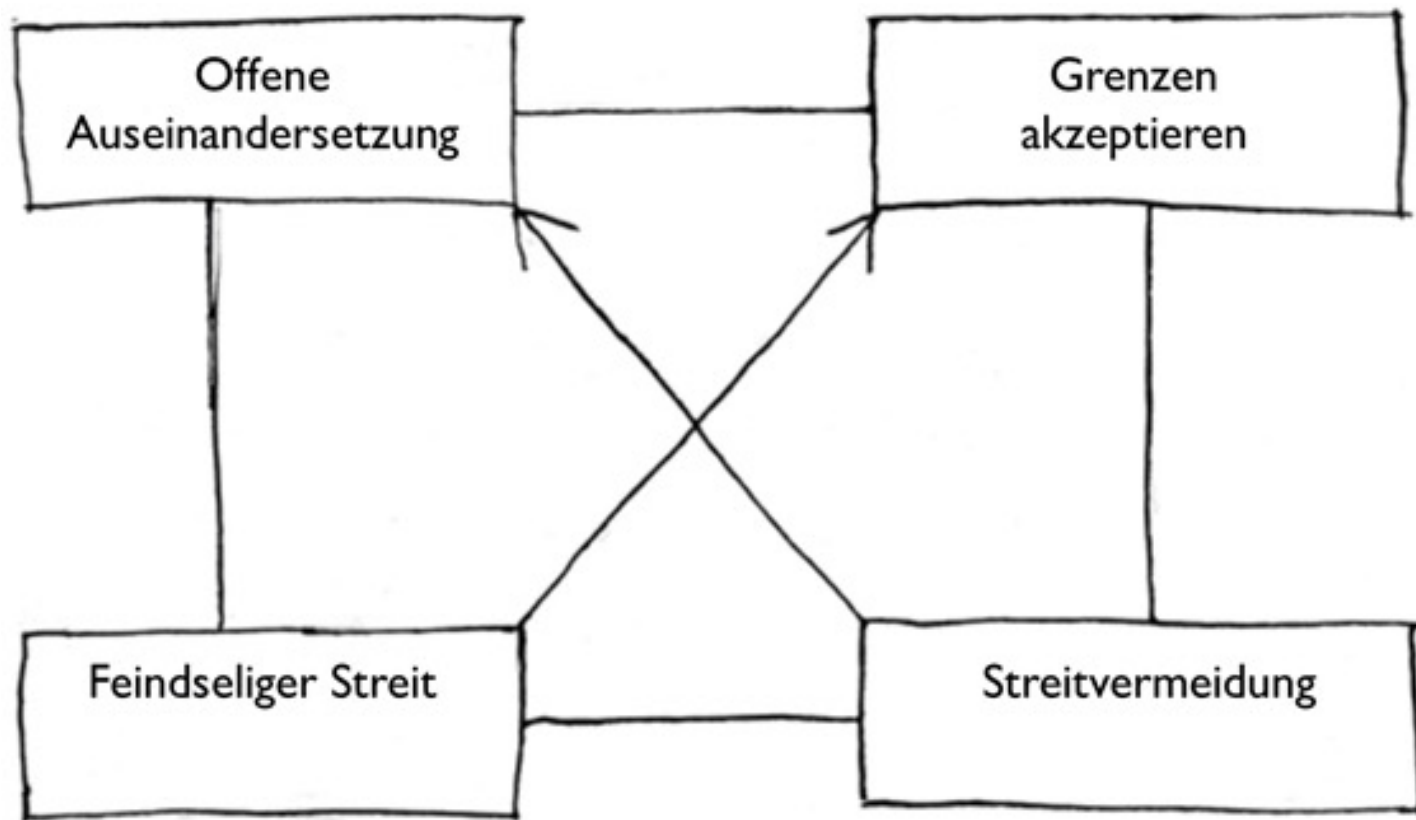 Offene
Auseinandersetzung
Grenzen
akzeptieren
Feindseliger Streit
Streitvermeidung